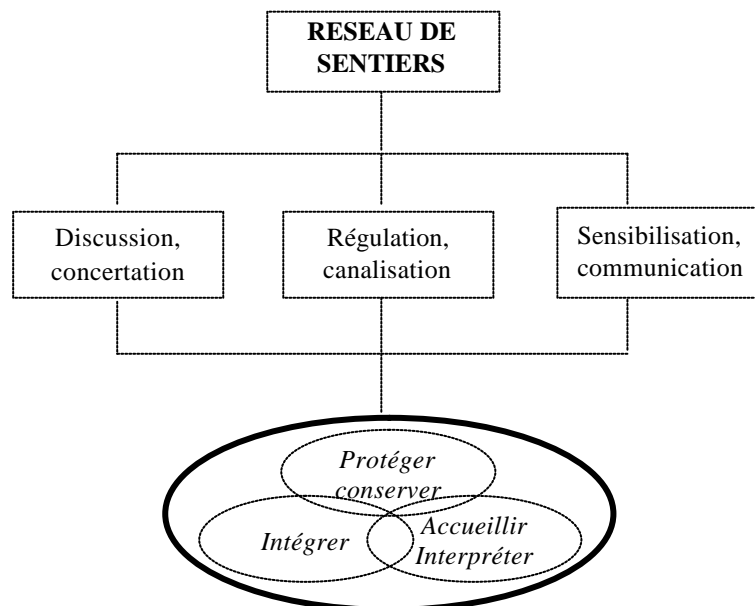 RESEAU DE
SENTIERS
Discussion,
concertation
Régulation,
canalisation
Sensibilisation,
communication
Protéger
conserver
Intégrer
Accueillir
Interpréter